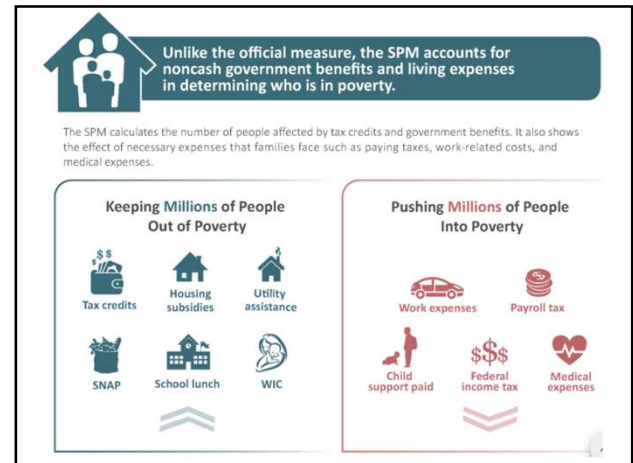 Unlike the official measure, the SPM accounts for
noncash government benefits and living expenses
in determining who is in poverty.
The SPM calculates the number of people affected by tax credits and government benefits. It also shows
the effect of necessary expenses that families face such as paying taxes, work-related costs, and
medical expenses.
Keeping Millions of People
Out of Poverty
$$
$
Tax credits
Housing
subsidies
Utility
assistance
SNAP
School lunch
WIC
Pushing Millions of People
Into Poverty
Work expenses
Payroll tax
Child
support paid
$$$
Federal
income tax
Medical
expenses